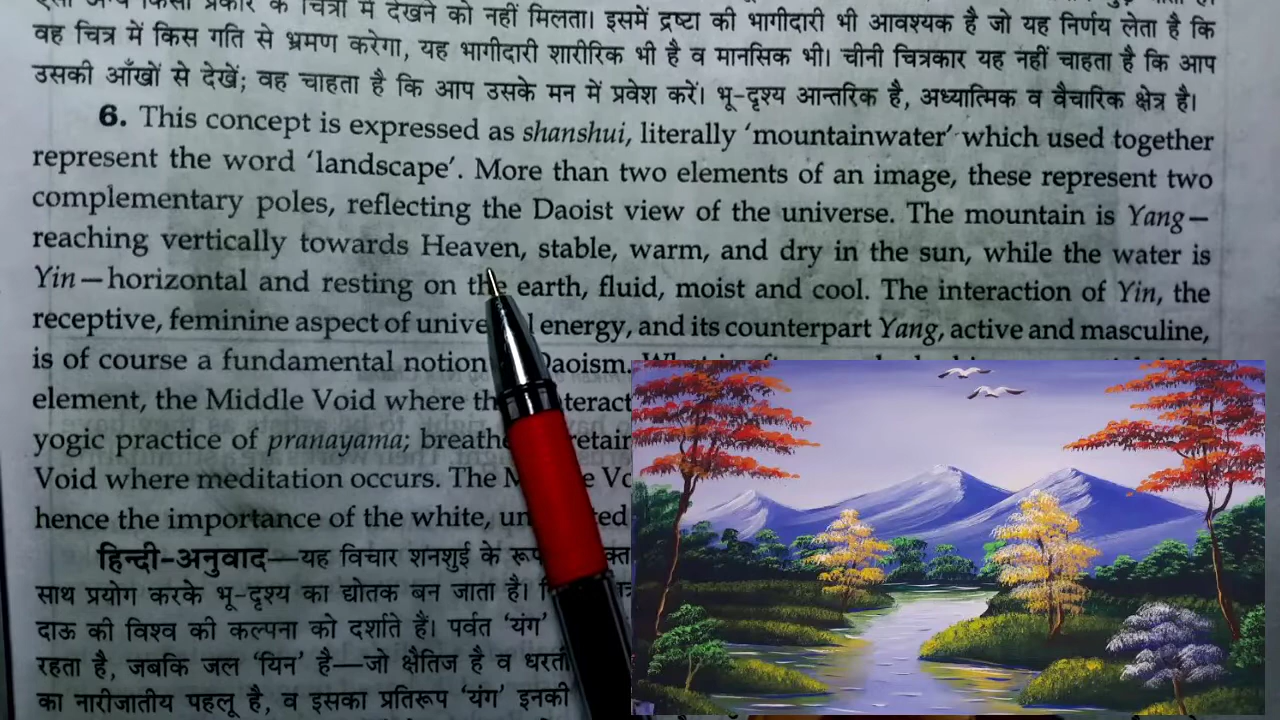 वह चित्र में किस गति से भ्रमण करेगा, यह भागीदारी शारीरिक भी है व मानसिक भी। चीनी चित्रकार यह नहीं चाहता है कि आप
उसकी आँखों से देखें; वह चाहता है कि आप उसके मन में प्रवेश करें। भू-दृश्य आन्तरिक है, अध्यात्मिक व वैचारिक क्षेत्र है।
6. This concept is expressed as shanshui, literally ‘mountainwater’ which used together
represent the word ‘landscape’. More than two elements of an image, these represent two
complementary poles, reflecting the Daoist view of the universe. The mountain is Yang—
reaching vertically towards Heaven, stable, warm, and dry in the sun, while the water is
Yin—horizontal and resting on the earth, fluid, moist and cool. The interaction of Yin, the
receptive, feminine aspect of energy, and its counterpart Yang, active and masculine,
is of course a fundamental notion Daoism.
element, the Middle Void where
yogic practice of pranayama;
Void where meditation occurs. The
hence the importance of the white,
हिन्दी-अनुवाद—यह विचार शनशुई के
साथ प्रयोग करके भू-दृश्य का द्योतक बन जाता है।
दाऊ की विश्व की कल्पना को दर्शाते हैं। पर्वत ‘यंग’
रहता है, जबकि जल ‘यिन’ है—जो क्षैतिज है व
का नारीजातीय पहलू है, व इसका प्रतिरूप ‘यंग’ इनकी